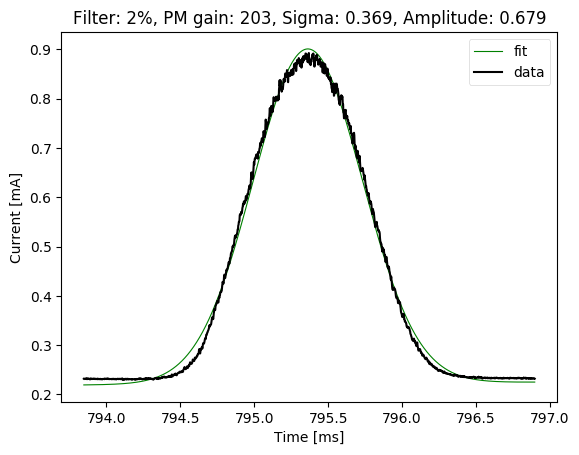 Filter: 2%, PM gain: 203, Sigma: 0.369, Amplitude: 0.679
fit
data
0.9
0.8
0.7
0.6
0.5
0.4
0.3
0.2
Current [mA]
794.0 794.5 795.0 795.5 796.0 796.5 797.0
Time [ms]